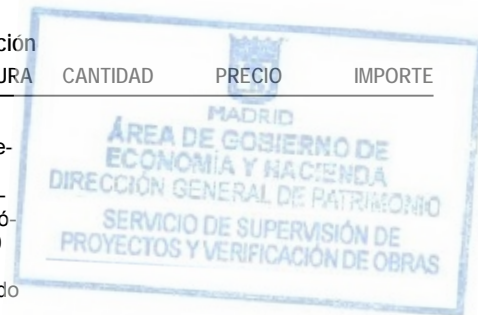 ción
URA CANTIDAD PRECIO IMPORTE
MADRID
ÁREA DE GOBIERNO DE
e-
ECONOMÍA Y HACIENDA
DIRECCIÓN GENERAL DE PATRIMONIO
ó-
SERVICIO DE SUPERVISIÓN DE
PROYECTOS Y VERIFICACIÓN DE OBRAS
do